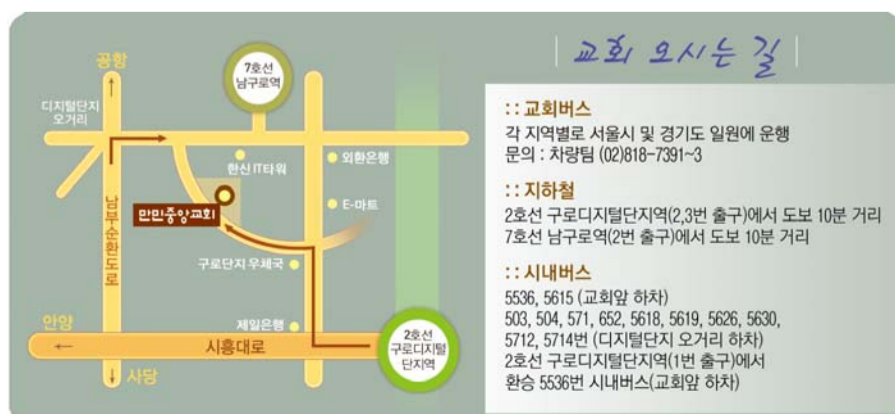 공항
7호선
남구로역
디지털단지
오거리
한신 IT타워
외환은행
E-마트
만민중앙교회
남부순환도로
구로단지 우체국
제일은행
안양
시흥대로
2호선
구로디지털
단지역
사당
교회 오시는 길
::교회버스
각 지역별로 서울시 및 경기도 일원에 운행
문의 : 차량팀 (02)818-7391~3
::지하철
2호선 구로디지털단지역(2,3번 출구)에서 도보 10분 거리
7호선 남구로역(2번 출구)에서 도보 10분 거리
::시내버스
5536, 5615 (교회앞 하차)
503, 504, 571, 652, 5618, 5619, 5626, 5630,
5712, 5714번 (디지털단지 오거리 하차)
2호선 구로디지털단지역(1번 출구)에서
환승 5536번 시내버스(교회앞 하차)